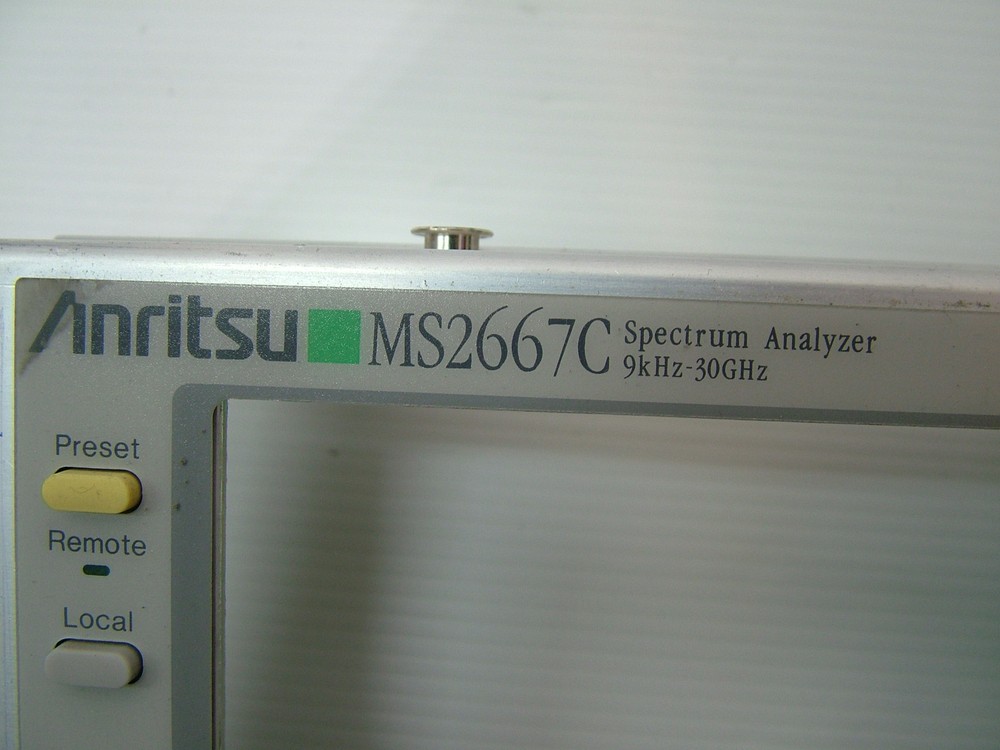 Anritsu MS2667C Spectrum Analyzer
9kHz-30GHz
Preset
Remote
Local